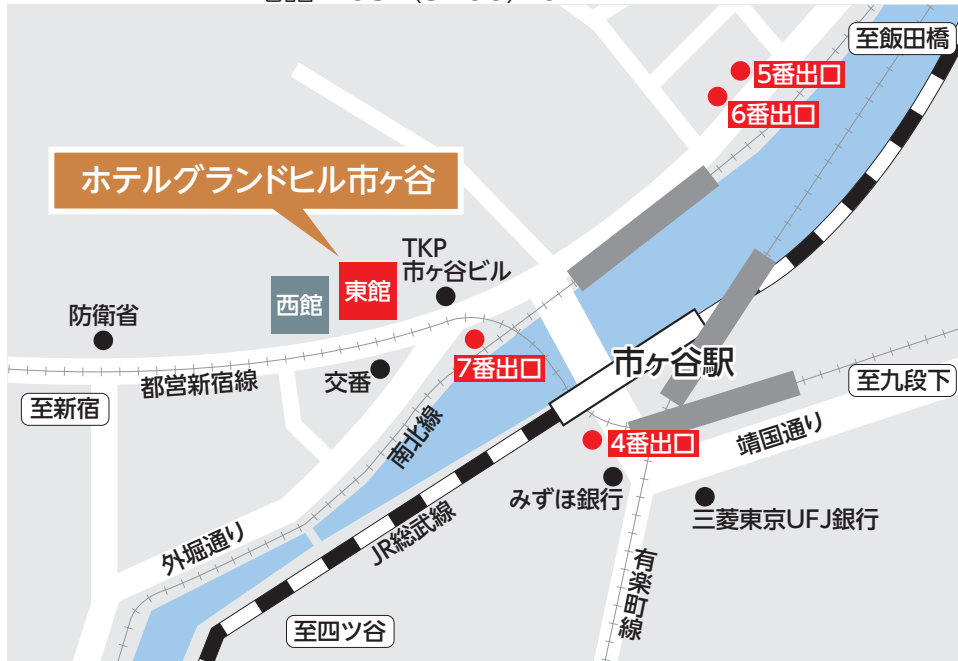 至飯田橋
5番出口
6番出口
ホテルグランドヒル市ヶ谷
TKP
市ヶ谷ビル
東館
西館
防衛省
7番出口
市ヶ谷駅
都営新宿線
交番
至九段下
至新宿
南北線
4番出口
靖国通り
みずほ銀行
三菱東京UFJ銀行
外堀通り
JR総武線
有楽町線
至四ツ谷